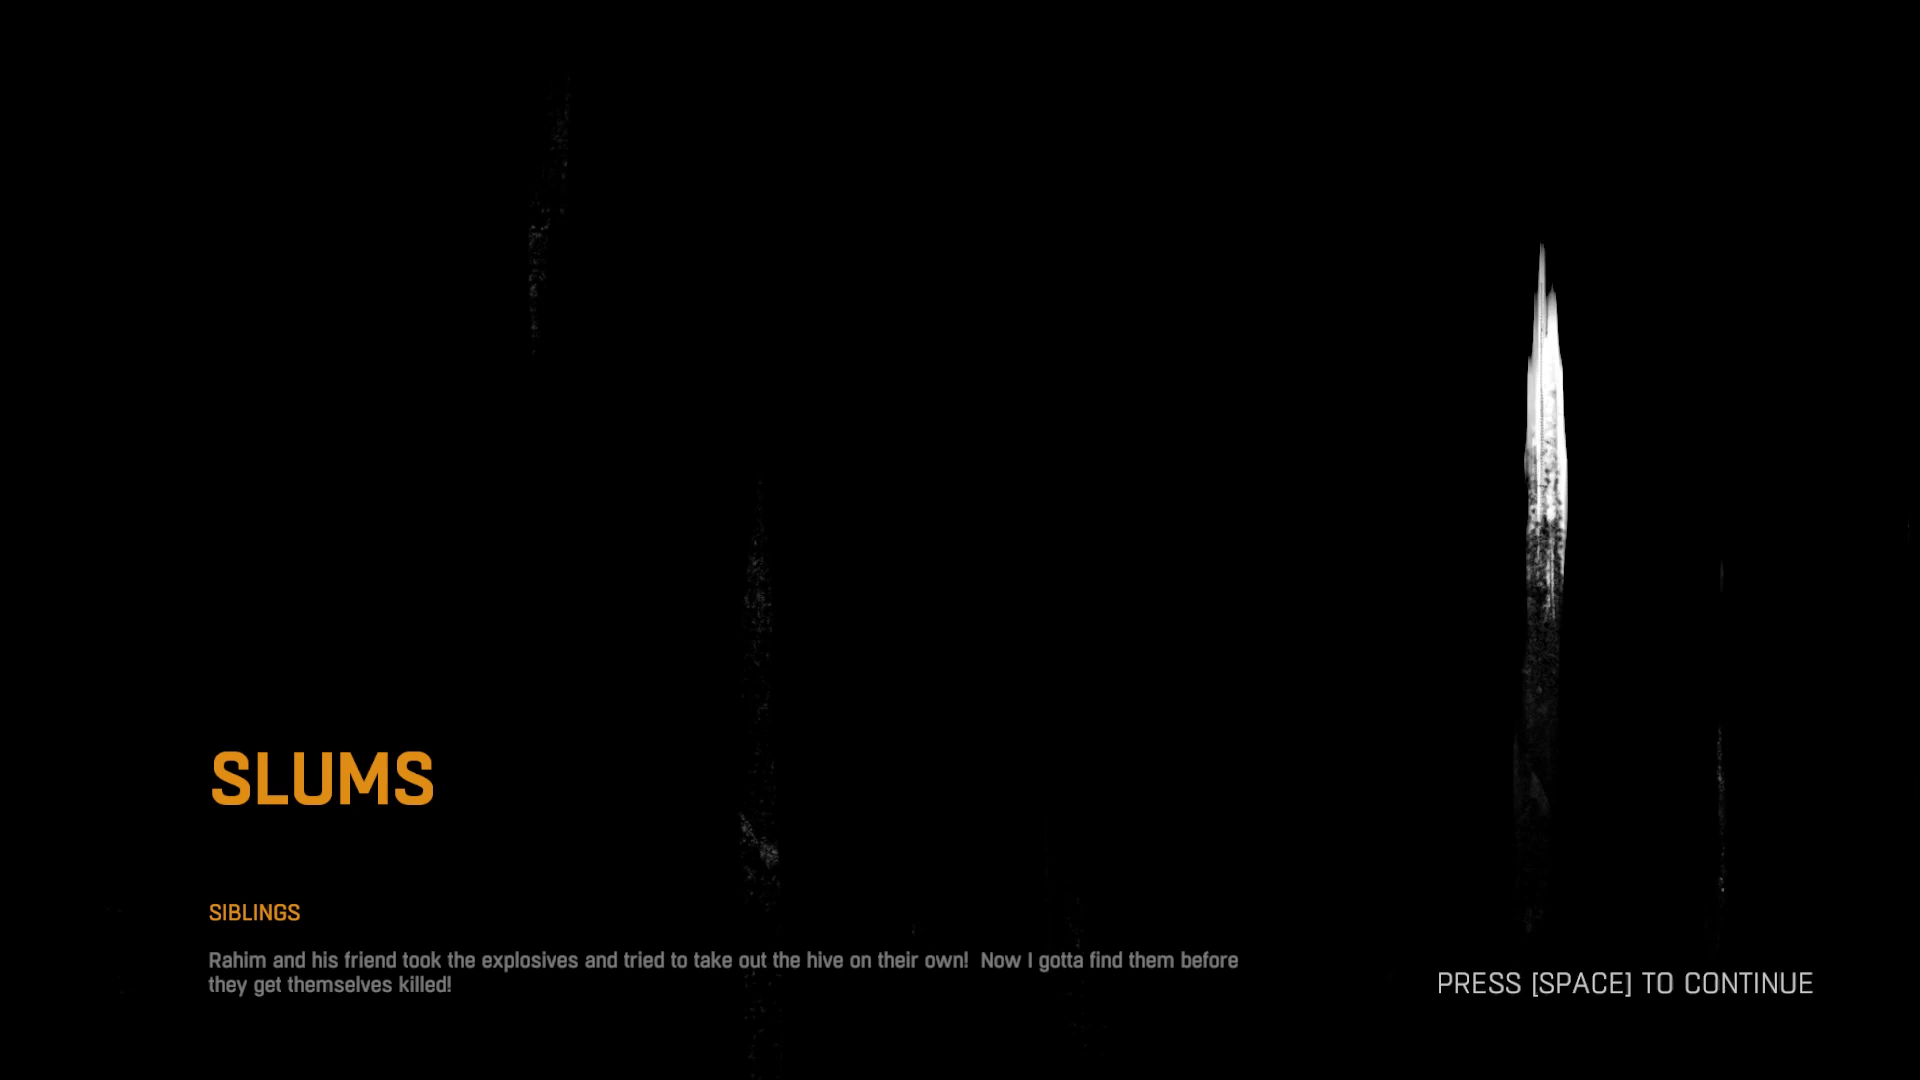 SLUMS
SIBLINGS
Rahim and his friend took the explosives and tried to take out the hive on their own!  Now I gotta find them before
they get themselves killed!
PRESS [SPACE] TO CONTINUE